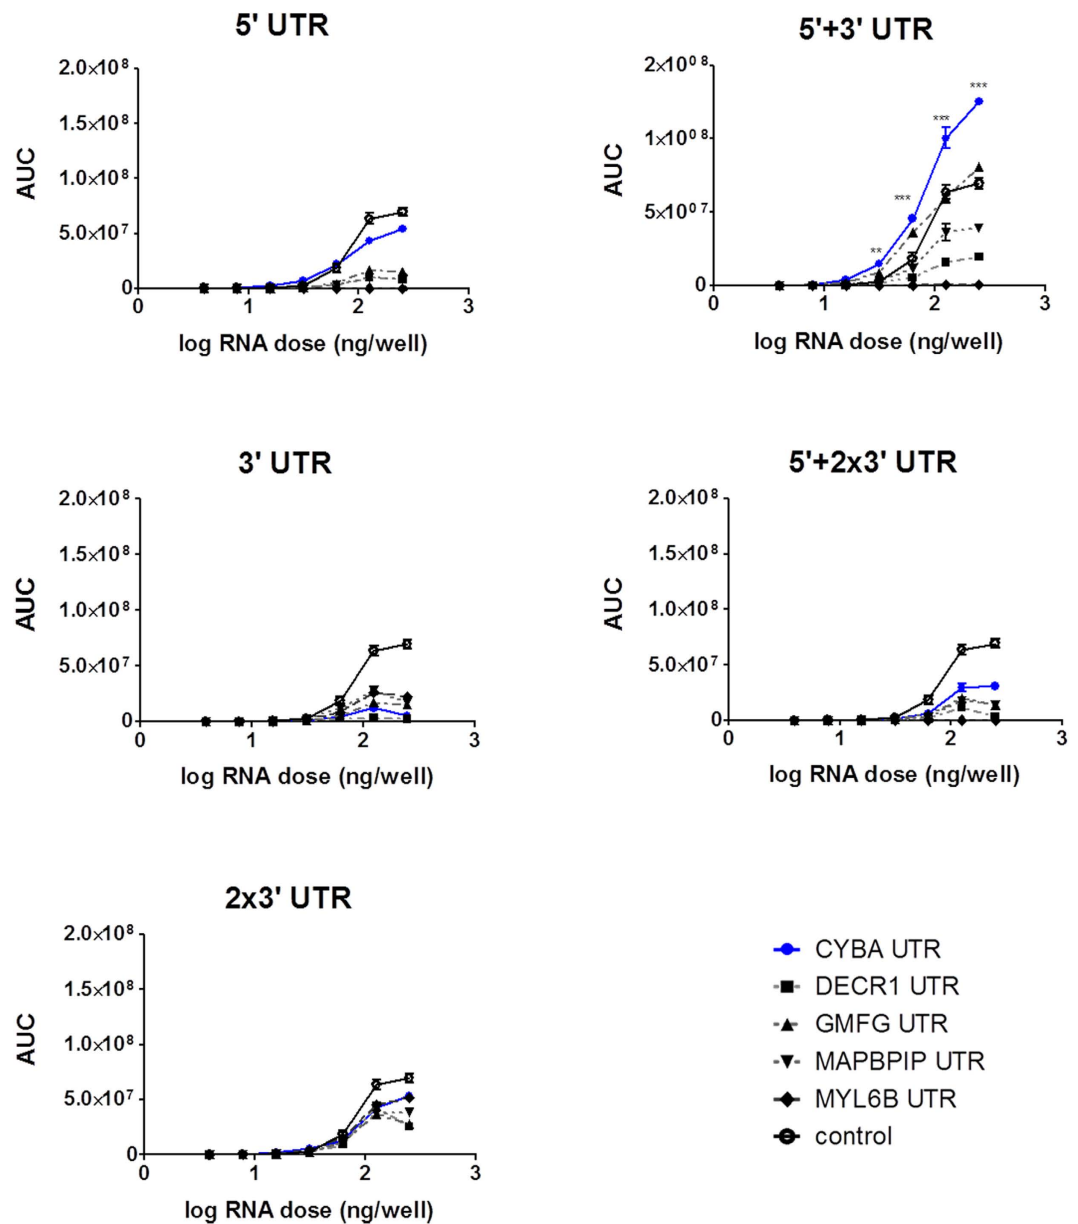 5' UTR
2.0×10⁸
1.5×10⁸
1.0×10⁸
5.0×10⁷
0
AUC
0 1 2 3
log RNA dose (ng/well)
5'+3' UTR
2×10⁰⁸
1×10⁰⁸
5×10⁰⁷
0
AUC
** *** *** ***
0 1 2 3
log RNA dose (ng/well)
3' UTR
2.0×10⁸
1.5×10⁸
1.0×10⁸
5.0×10⁷
0
AUC
0 1 2 3
log RNA dose (ng/well)
5'+2x3' UTR
2.0×10⁸
1.5×10⁸
1.0×10⁸
5.0×10⁷
0
AUC
0 1 2 3
log RNA dose (ng/well)
2x3' UTR
2.0×10⁸
1.5×10⁸
1.0×10⁸
5.0×10⁷
0
AUC
0 1 2 3
log RNA dose (ng/well)
CYBA UTR
DECR1 UTR
GMFG UTR
MAPBPIP UTR
MYL6B UTR
control